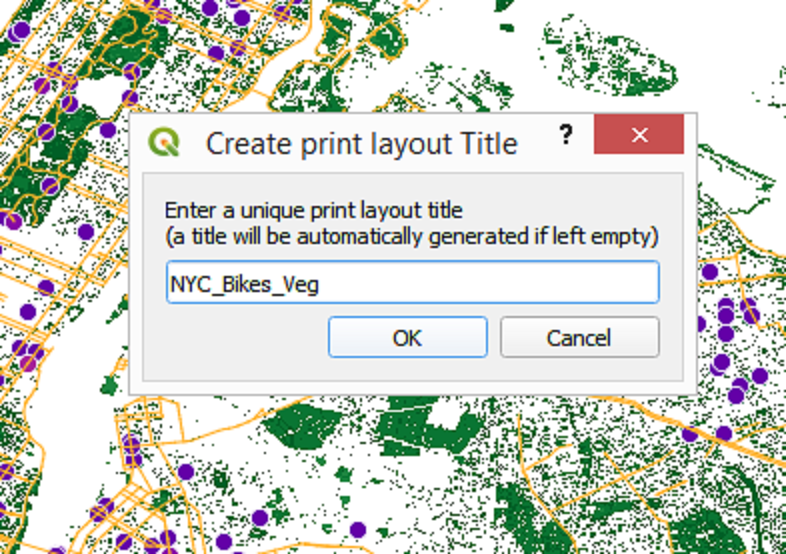 Create print layout Title
?
Enter a unique print layout title
(a title will be automatically generated if left empty)
NYC_Bikes_Veg
OK
Cancel